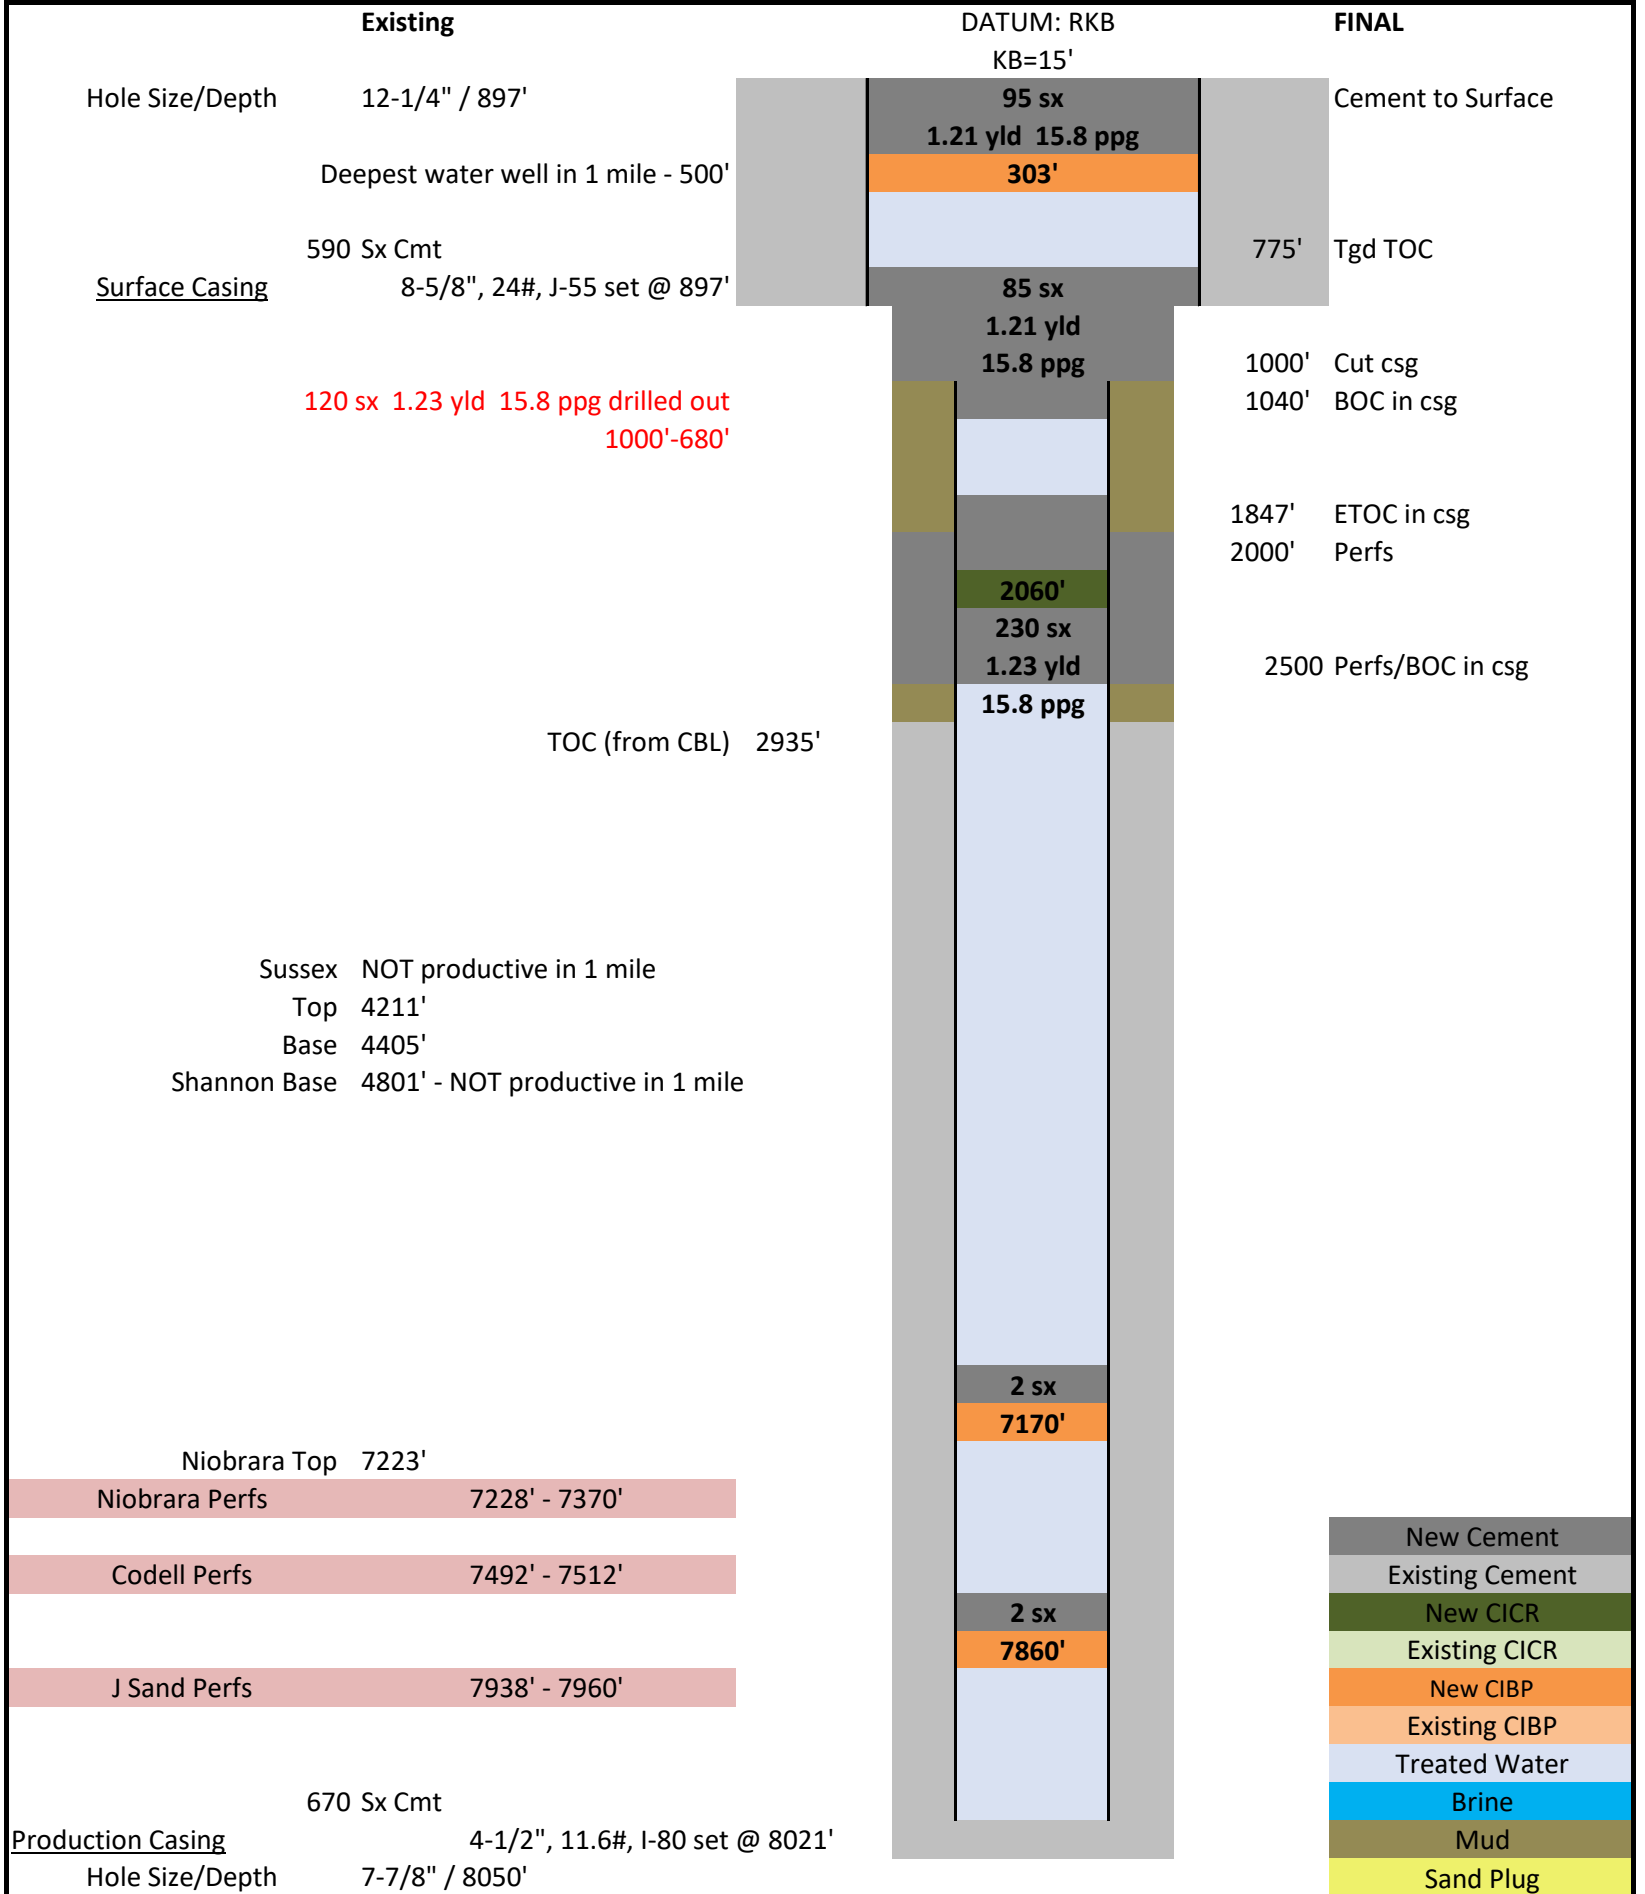 Existing DATUM: RKB FINAL
KB=15'
Hole Size/Depth 12-1/4" / 897' 95 sx Cement to Surface
1.21 yld 15.8 ppg
Deepest water well in 1 mile - 500' 303'
590 Sx Cmt 775' Tgd TOC
Surface Casing 8-5/8", 24#, J-55 set @ 897' 85 sx
1.21 yld
15.8 ppg 1000' Cut csg
120 sx 1.23 yld 15.8 ppg drilled out 1040' BOC in csg
1000'-680'
1847' ETOC in csg
2000' Perfs
2060'
230 sx
1.23 yld 2500 Perfs/BOC in csg
15.8 ppg
TOC (from CBL) 2935'
Sussex NOT productive in 1 mile
Top 4211'
Base 4405'
Shannon Base 4801' - NOT productive in 1 mile
2 sx
7170'
Niobrara Top 7223'
Niobrara Perfs 7228' - 7370'
New Cement
Codell Perfs 7492' - 7512' Existing Cement
2 sx New CICR
7860' Existing CICR
J Sand Perfs 7938' - 7960' New CIBP
Existing CIBP
Treated Water
670 Sx Cmt Brine
Production Casing 4-1/2", 11.6#, I-80 set @ 8021' Mud
Hole Size/Depth 7-7/8" / 8050' Sand Plug